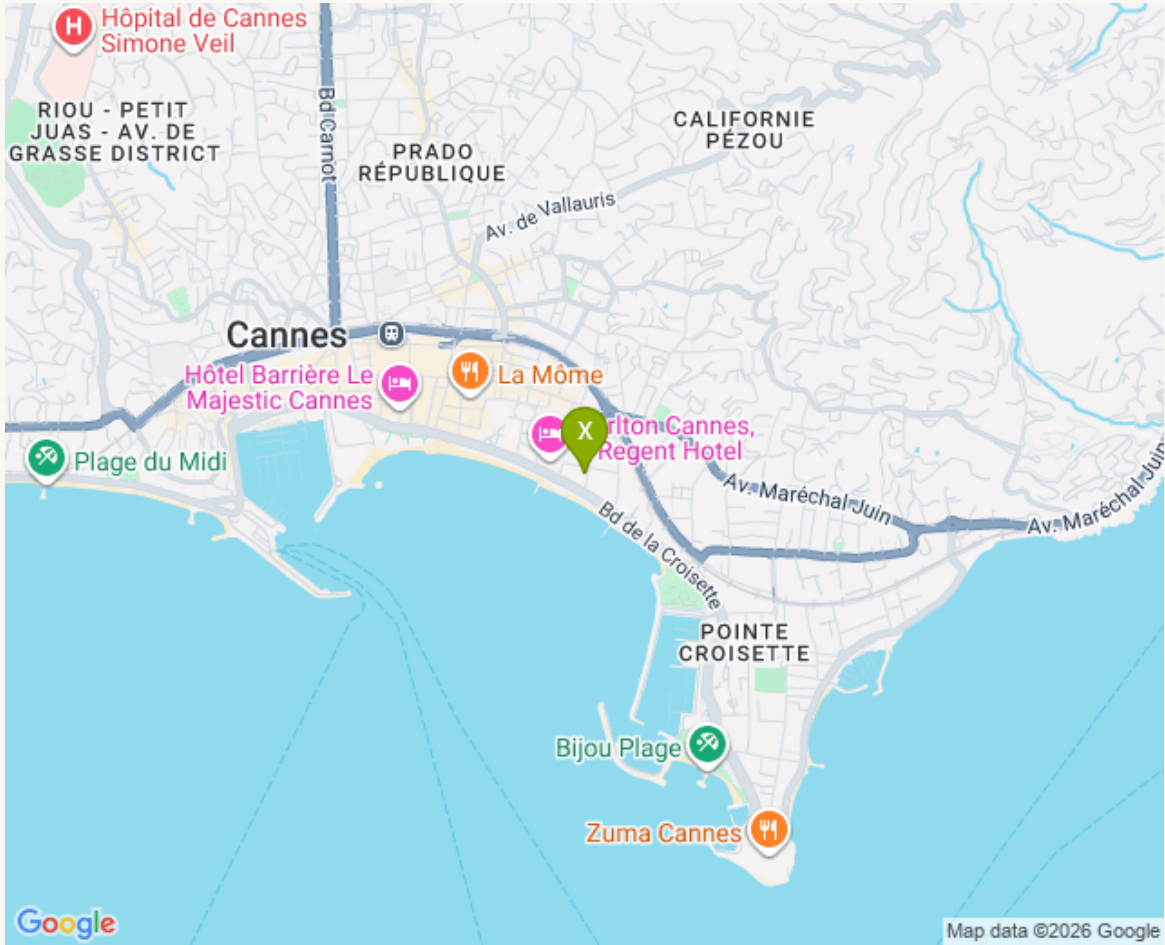 Hôpital de Cannes
Simone Veil
RIOU - PETIT
JUAS - AV. DE
GRASSE DISTRICT
Bd Carnot
PRADO
RÉPUBLIQUE
CALIFORNIE
PÉZOU
Av. de Vallauris
Cannes
Hôtel Barrière Le
Majestic Cannes
La Môme
X
rlton Cannes,
Regent Hotel
Plage du Midi
Av. Maréchal Juin
Av. Maréchal Juin
Bd de la Croisette
POINTE
CROISETTE
Bijou Plage
Zuma Cannes
Google
Map data ©2026 Google